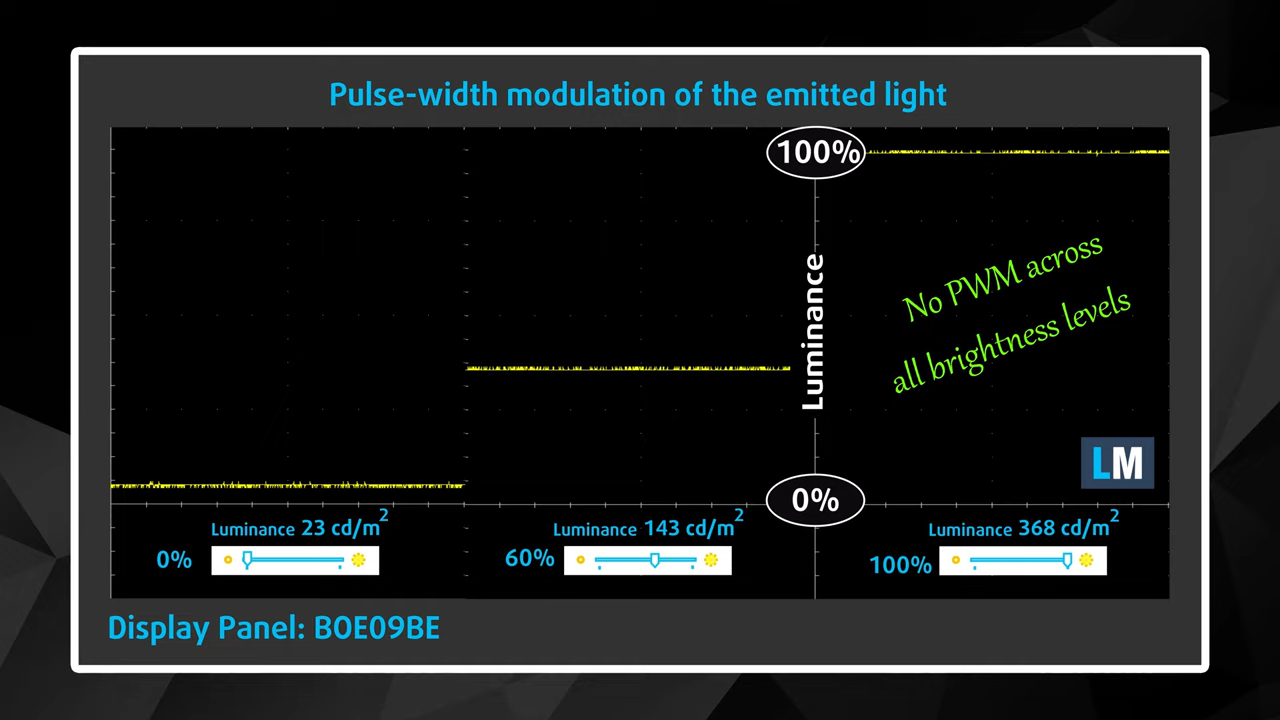 Pulse-width modulation of the emitted light
100%
Luminance
No PWM across
all brightness levels
LM
0%
Luminance 23 cd/m²
0%
Luminance 143 cd/m²
60%
Luminance 368 cd/m²
100%
Display Panel: BOE09BE